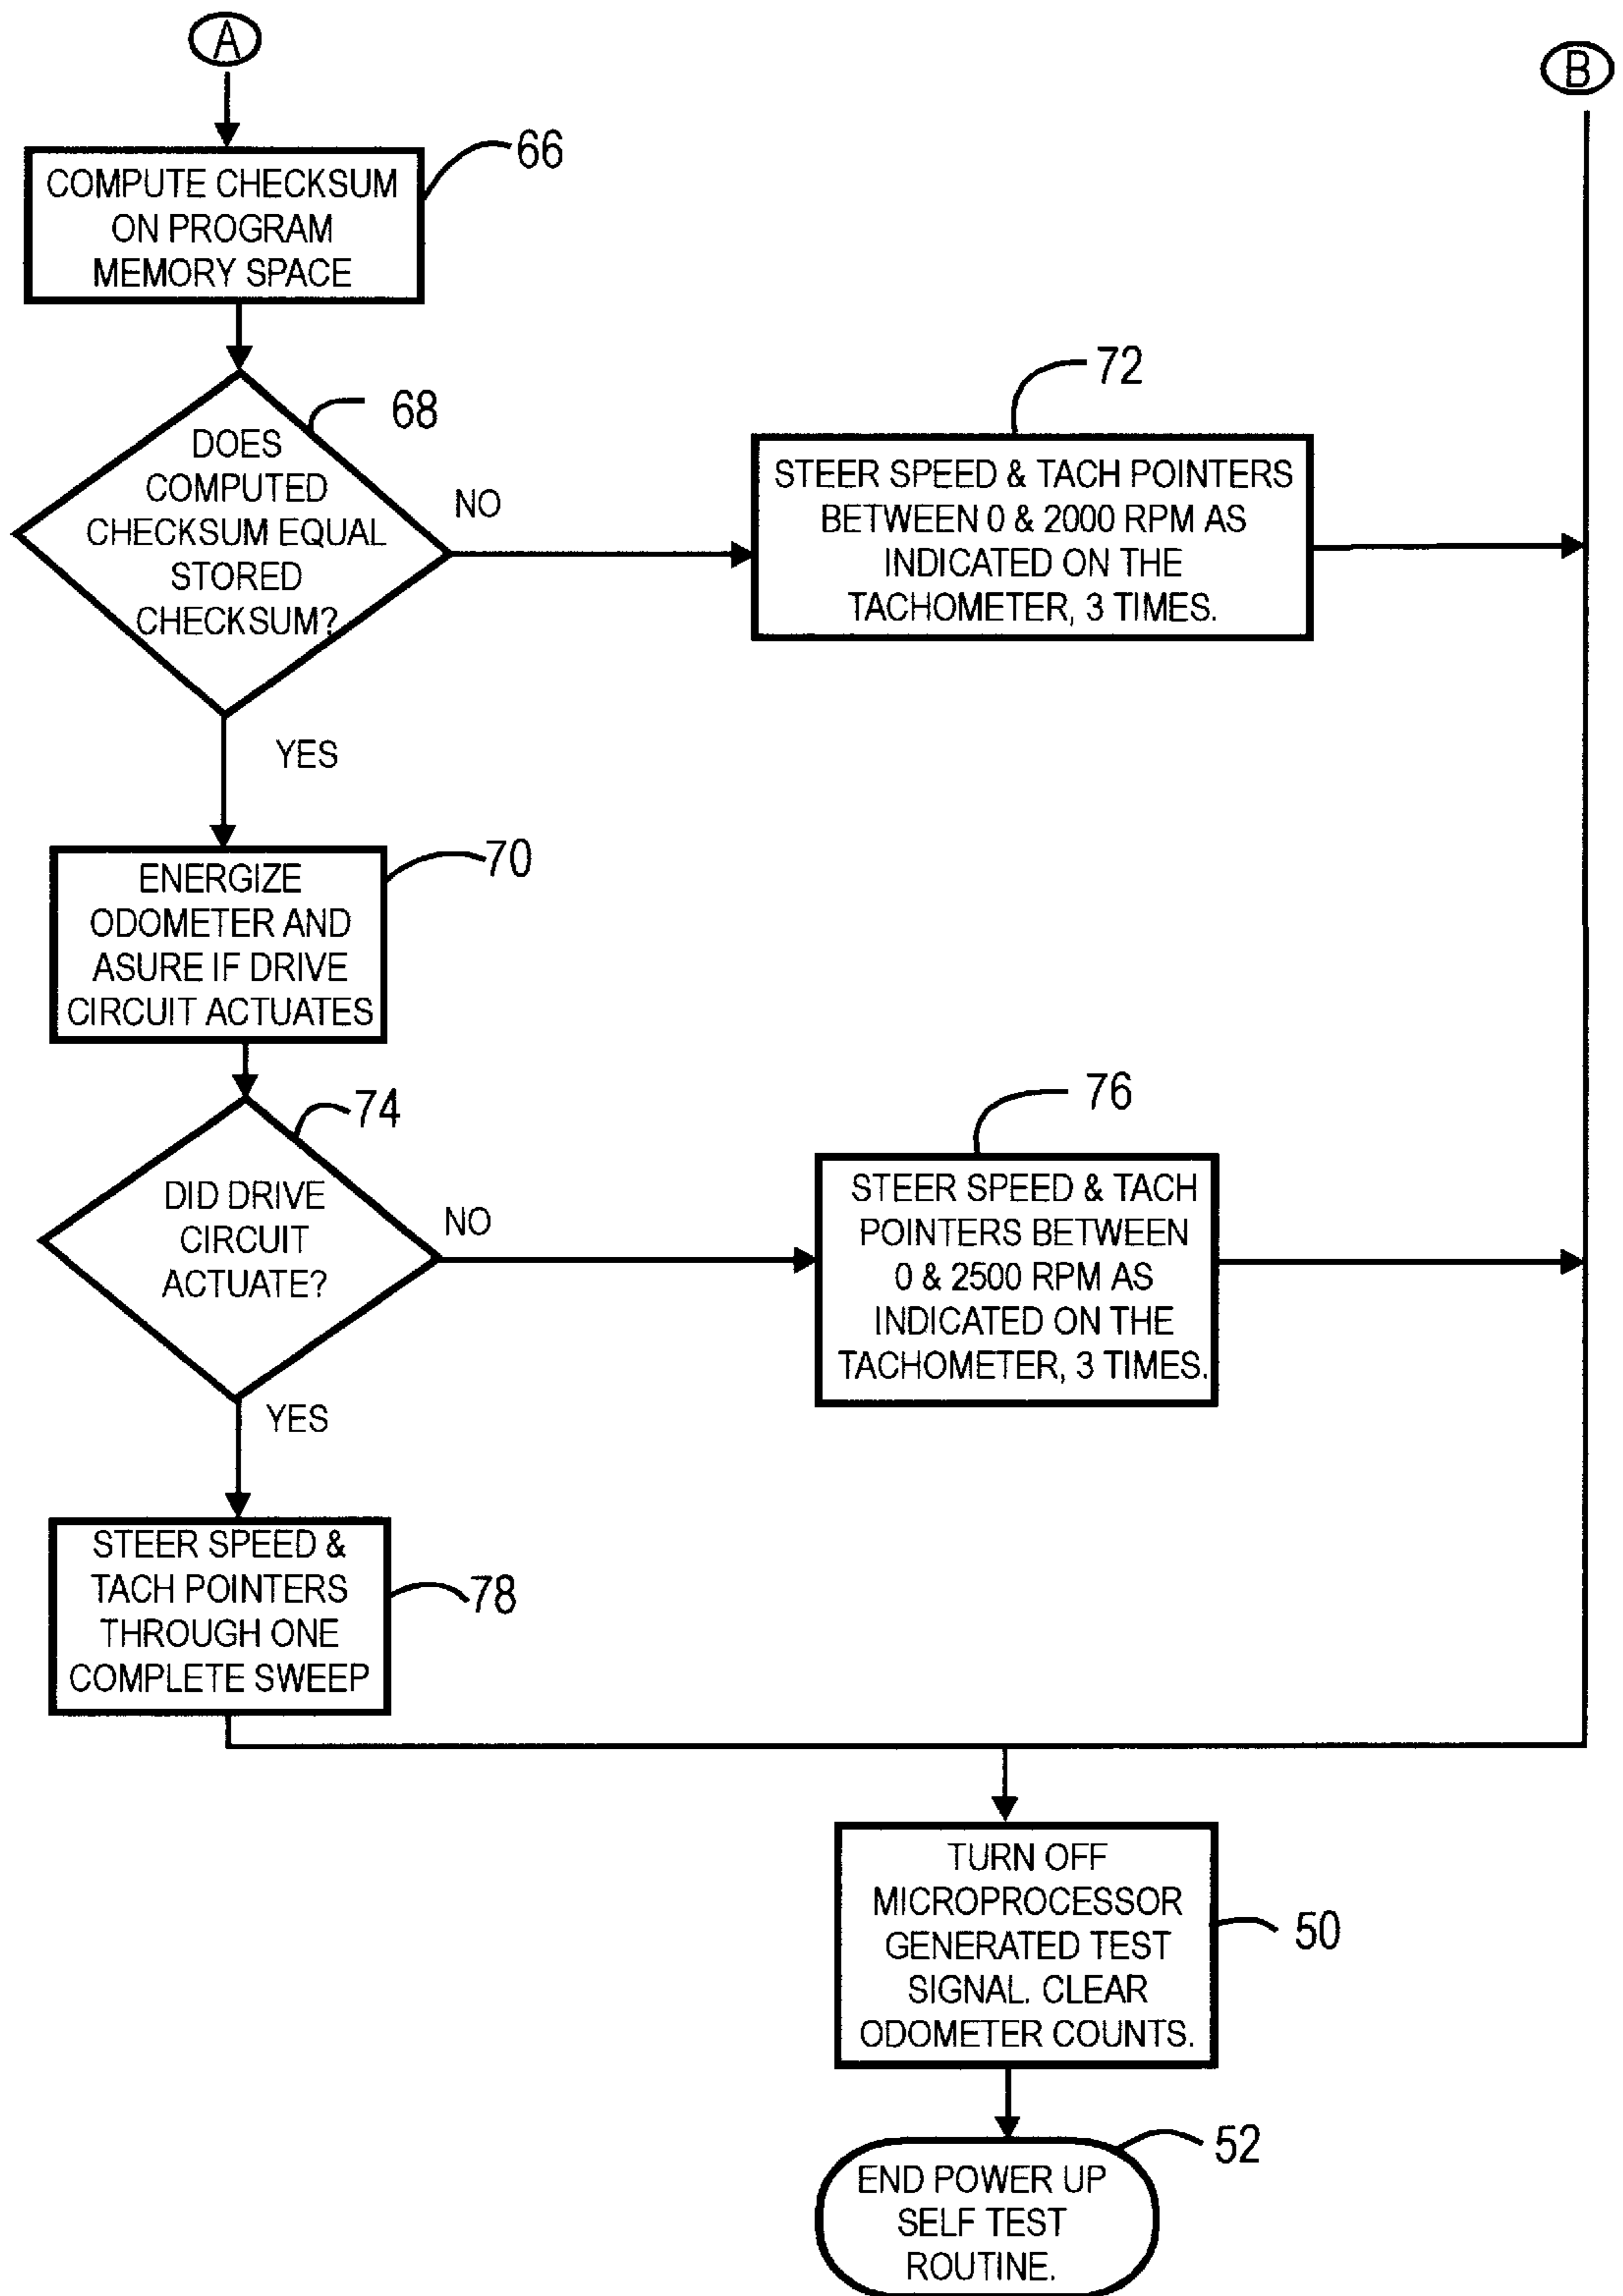 A
B
66
COMPUTE CHECKSUM
ON PROGRAM
MEMORY SPACE
68
DOES
COMPUTED
CHECKSUM EQUAL
STORED
CHECKSUM?
NO
72
STEER SPEED & TACH POINTERS
BETWEEN 0 & 2000 RPM AS
INDICATED ON THE
TACHOMETER, 3 TIMES.
YES
70
ENERGIZE
ODOMETER AND
ASURE IF DRIVE
CIRCUIT ACTUATES
74
DID DRIVE
CIRCUIT
ACTUATE?
NO
76
STEER SPEED & TACH
POINTERS BETWEEN
0 & 2500 RPM AS
INDICATED ON THE
TACHOMETER, 3 TIMES.
YES
STEER SPEED &
TACH POINTERS
THROUGH ONE
COMPLETE SWEEP
78
TURN OFF
MICROPROCESSOR
GENERATED TEST
SIGNAL. CLEAR
ODOMETER COUNTS.
50
52
END POWER UP
SELF TEST
ROUTINE.